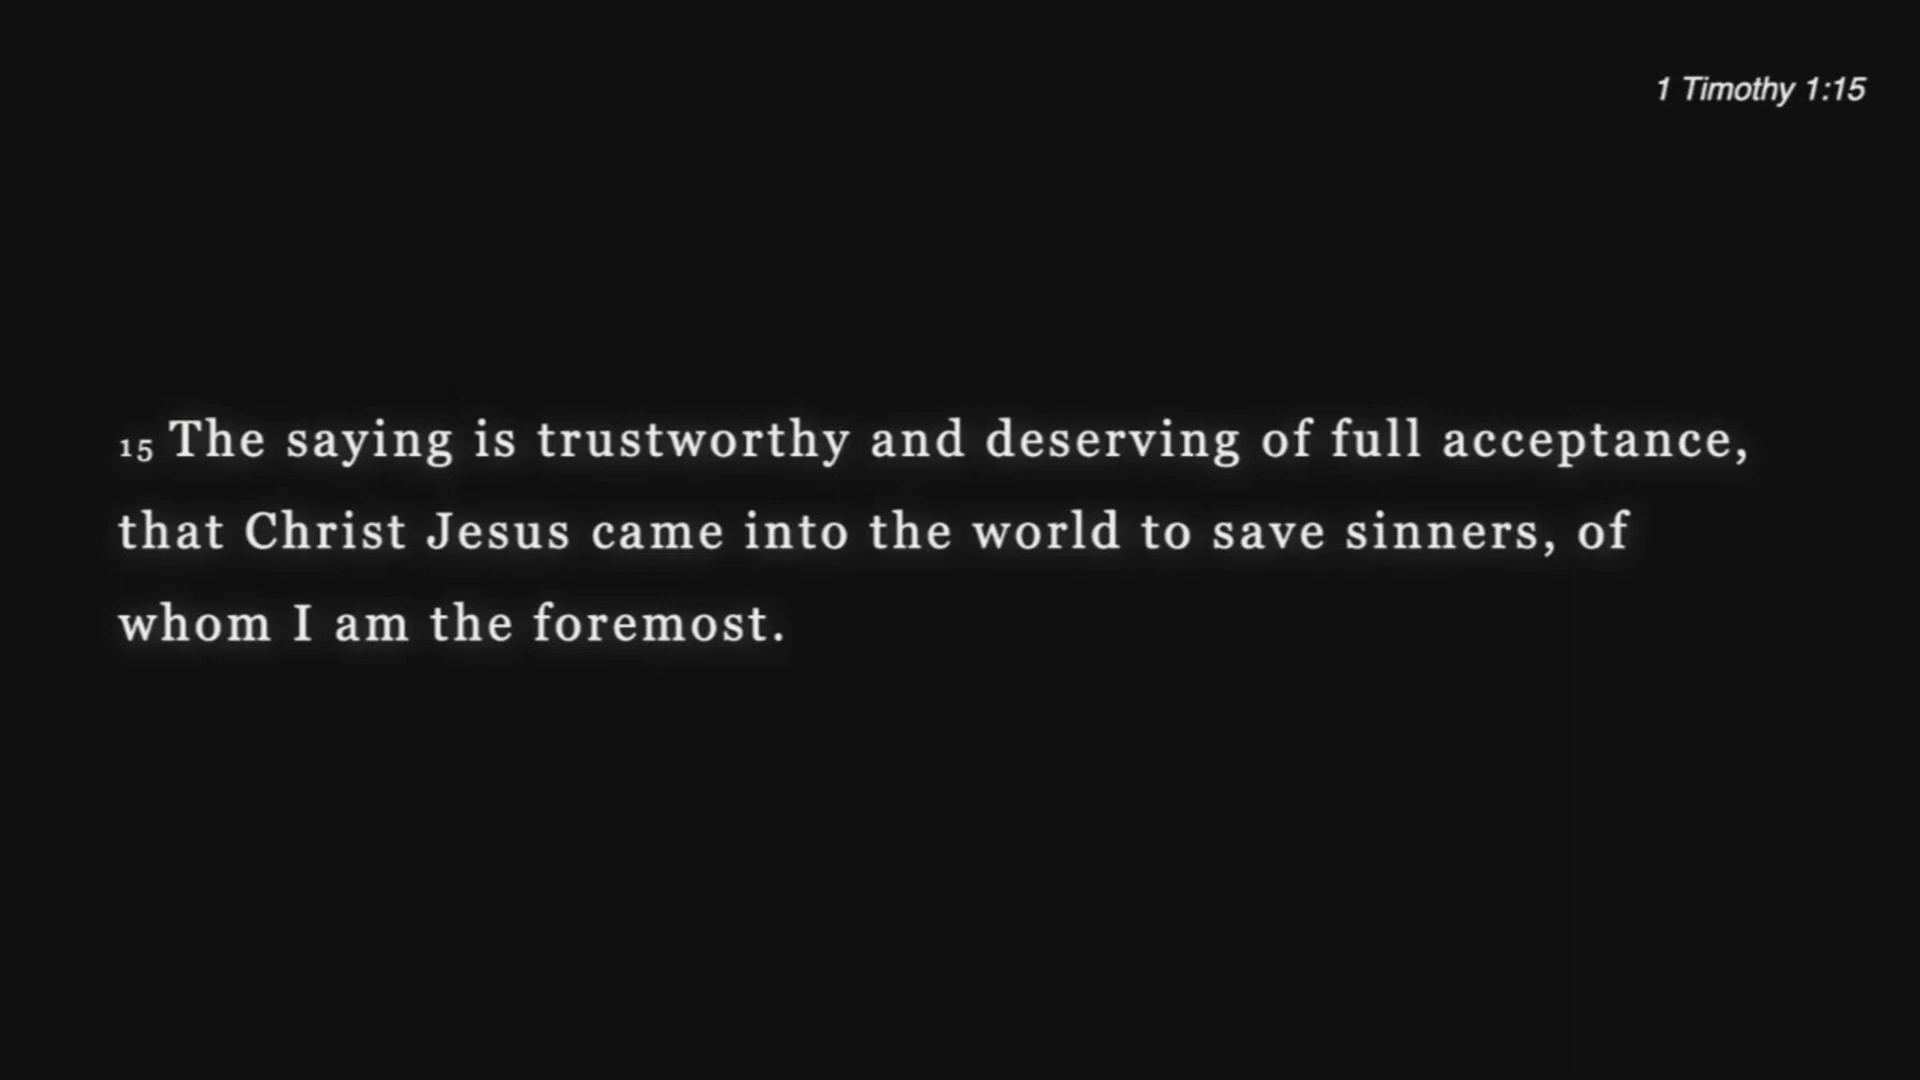 1 Timothy 1:15
15 The saying is trustworthy and deserving of full acceptance,
that Christ Jesus came into the world to save sinners, of
whom I am the foremost.